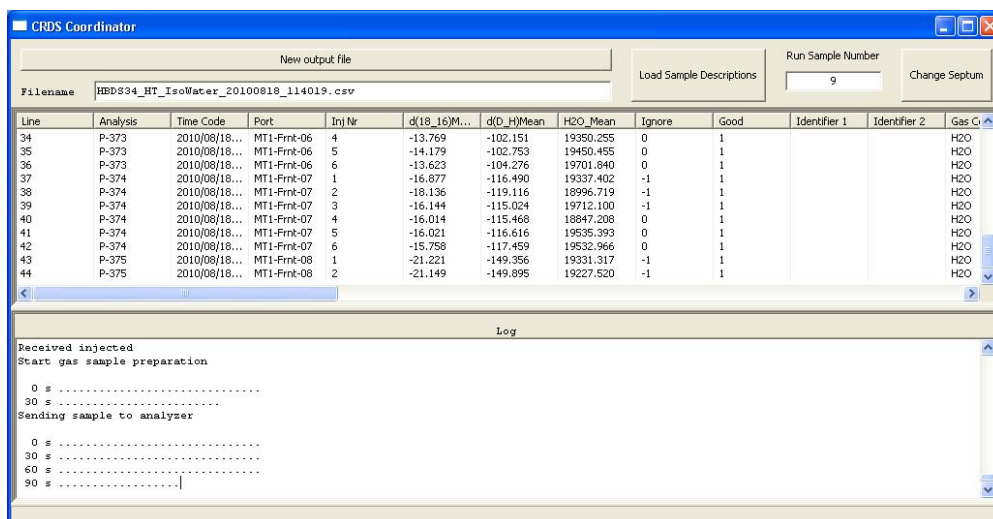 CRDS Coordinator
New output file
Filename HBDS34_HT_IsoWater_20100818_114019.csv
Load Sample Descriptions
Run Sample Number
9
Change Septum
Line Analysis Time Code Port Inj Nr d(18_16)M... d(D_H)Mean H2O_Mean Ignore Good Identifier 1 Identifier 2 Gas C
34 P-373 2010/08/18... MT1-Frnt-06 4 -13.769 -102.151 19350.255 0 1 H2O
35 P-373 2010/08/18... MT1-Frnt-06 5 -14.179 -102.753 19450.455 0 1 H2O
36 P-373 2010/08/18... MT1-Frnt-06 6 -13.623 -104.276 19701.840 0 1 H2O
37 P-374 2010/08/18... MT1-Frnt-07 1 -16.877 -116.490 19337.402 -1 1 H2O
38 P-374 2010/08/18... MT1-Frnt-07 2 -18.136 -119.116 18996.719 -1 1 H2O
39 P-374 2010/08/18... MT1-Frnt-07 3 -16.144 -115.024 19712.100 -1 1 H2O
40 P-374 2010/08/18... MT1-Frnt-07 4 -16.014 -115.468 18847.208 0 1 H2O
41 P-374 2010/08/18... MT1-Frnt-07 5 -16.021 -116.616 19535.393 0 1 H2O
42 P-374 2010/08/18... MT1-Frnt-07 6 -15.758 -117.459 19532.966 0 1 H2O
43 P-375 2010/08/18... MT1-Frnt-08 1 -21.221 -149.356 19331.317 -1 1 H2O
44 P-375 2010/08/18... MT1-Frnt-08 2 -21.149 -149.895 19227.520 -1 1 H2O
Log
Received injected
Start gas sample preparation
0 s ..............................
30 s ........................
Sending sample to analyzer
0 s ..............................
30 s ..............................
60 s ..............................
90 s ..................